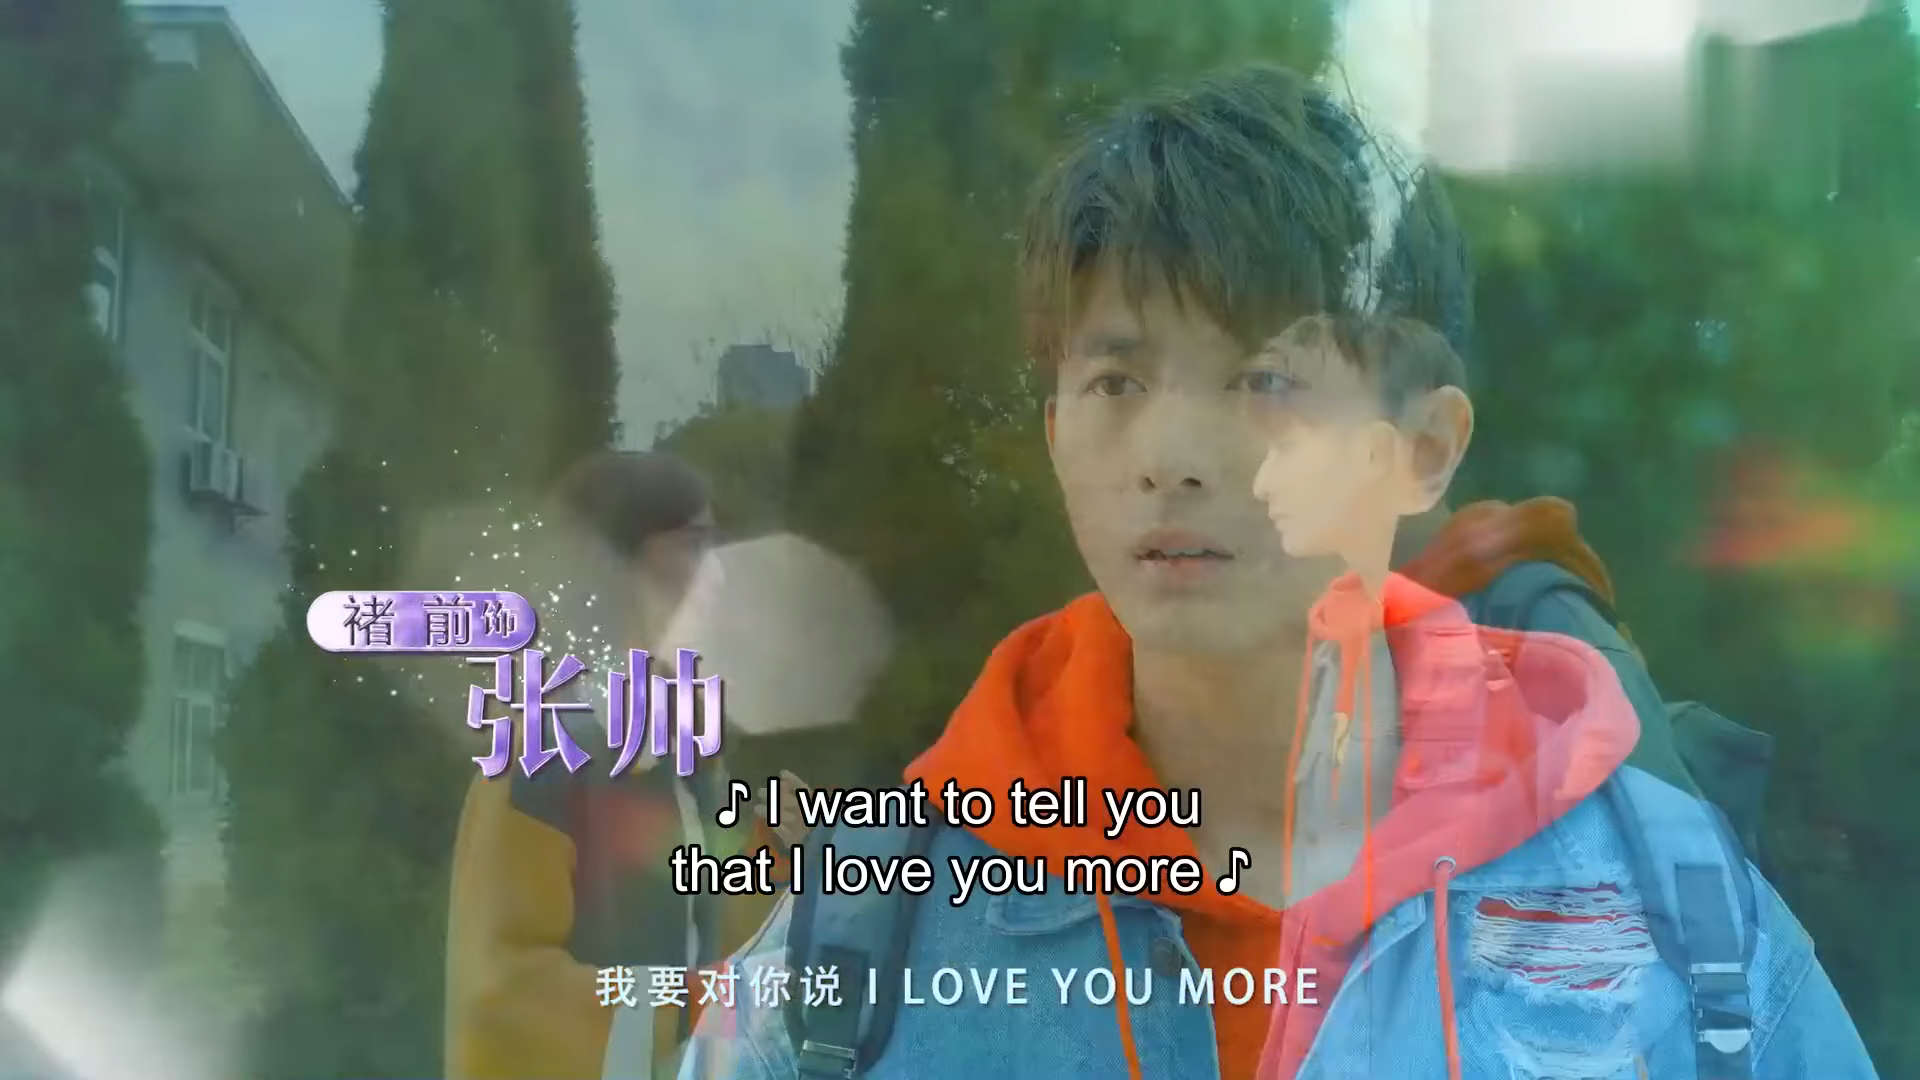 褚 前 饰
张帅
♪ I want to tell you
that I love you more ♪
我要对你说 I LOVE YOU MORE